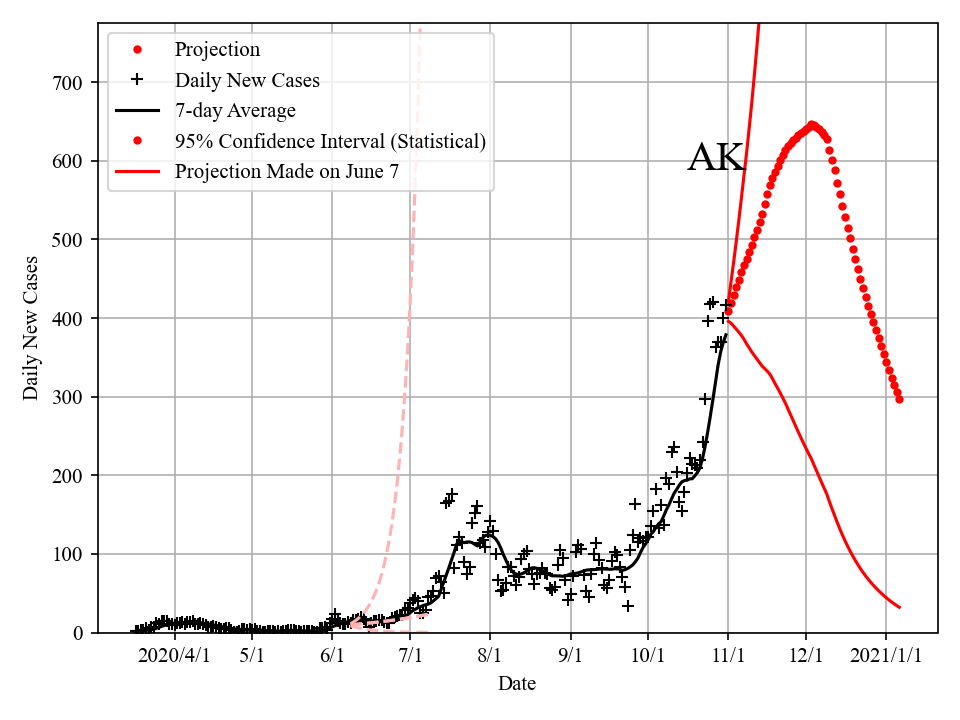 Projection
Daily New Cases
7-day Average
95% Confidence Interval (Statistical)
Projection Made on June 7
AK
Daily New Cases
700
600
500
400
300
200
100
0
2020/4/1 5/1 6/1 7/1 8/1 9/1 10/1 11/1 12/1 2021/1/1
Date